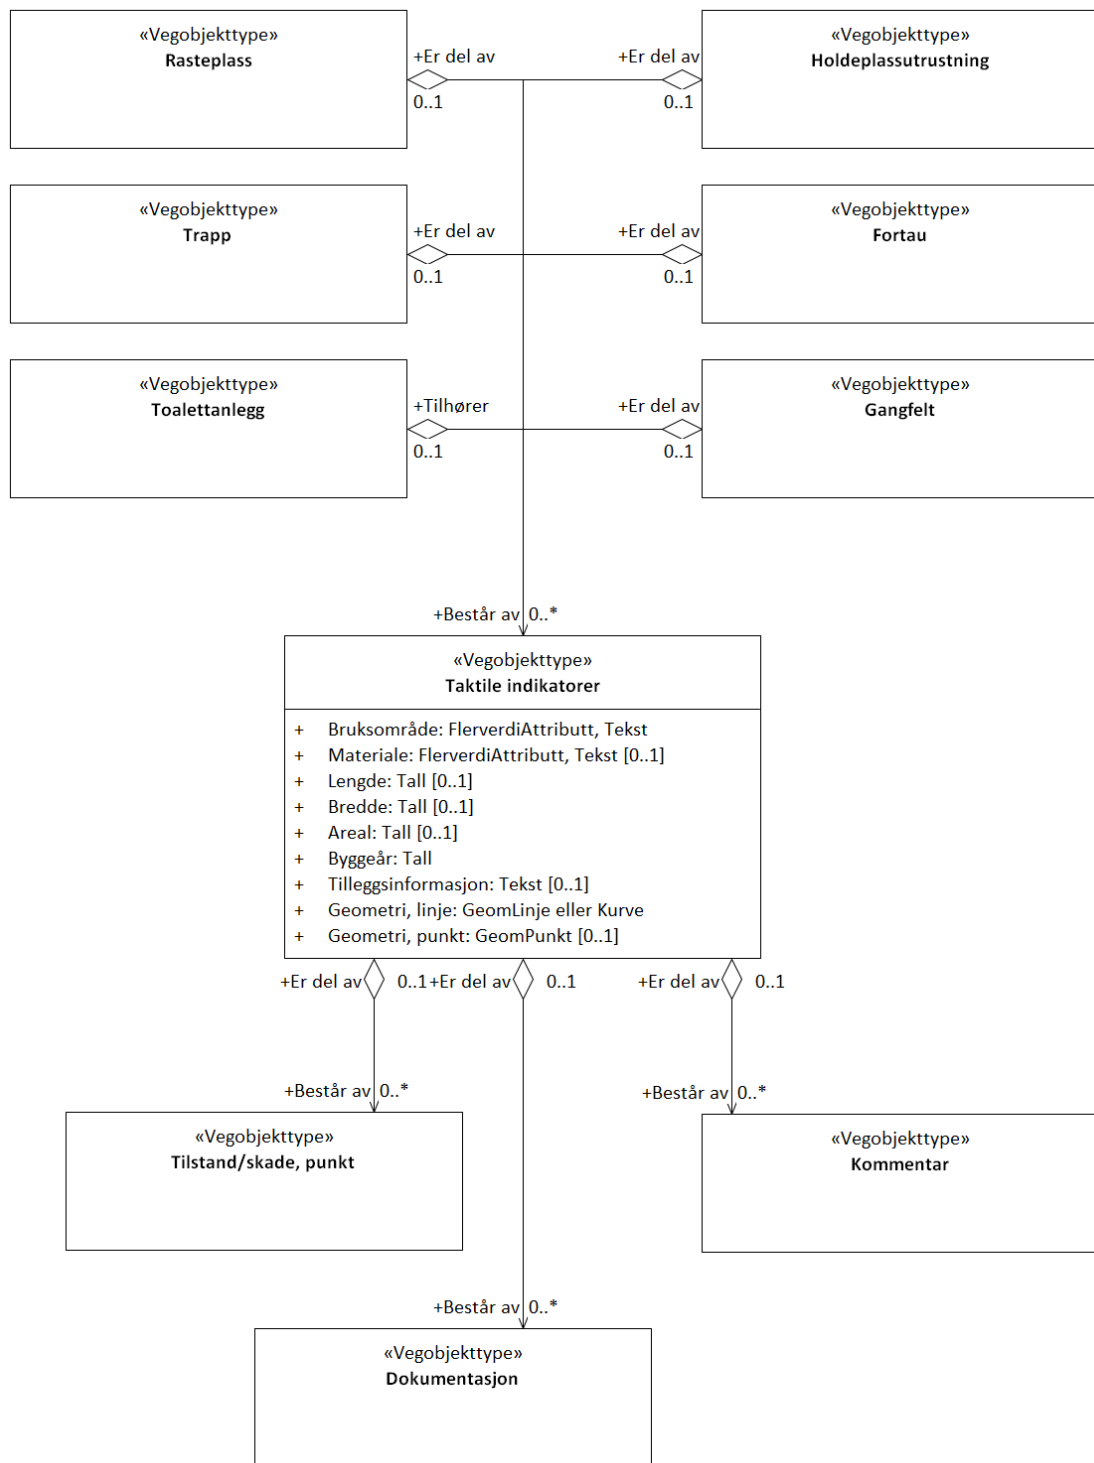 «Vegobjekttype»
Rasteplass
+Er del av
0..1
+Er del av
0..1
«Vegobjekttype»
Holdeplassutrustning
«Vegobjekttype»
Trapp
+Er del av
0..1
+Er del av
0..1
«Vegobjekttype»
Fortau
«Vegobjekttype»
Toalettanlegg
+Tilhører
0..1
+Er del av
0..1
«Vegobjekttype»
Gangfelt
+Består av 0..*
«Vegobjekttype»
Taktile indikatorer
+ Bruksområde: FlerverdiAttributt, Tekst
+ Materiale: FlerverdiAttributt, Tekst [0..1]
+ Lengde: Tall [0..1]
+ Bredde: Tall [0..1]
+ Areal: Tall [0..1]
+ Byggeår: Tall
+ Tilleggsinformasjon: Tekst [0..1]
+ Geometri, linje: GeomLinje eller Kurve
+ Geometri, punkt: GeomPunkt [0..1]
+Er del av 0..1 +Er del av 0..1 +Er del av 0..1
+Består av 0..*
+Består av 0..*
«Vegobjekttype»
Tilstand/skade, punkt
«Vegobjekttype»
Kommentar
+Består av 0..*
«Vegobjekttype»
Dokumentasjon